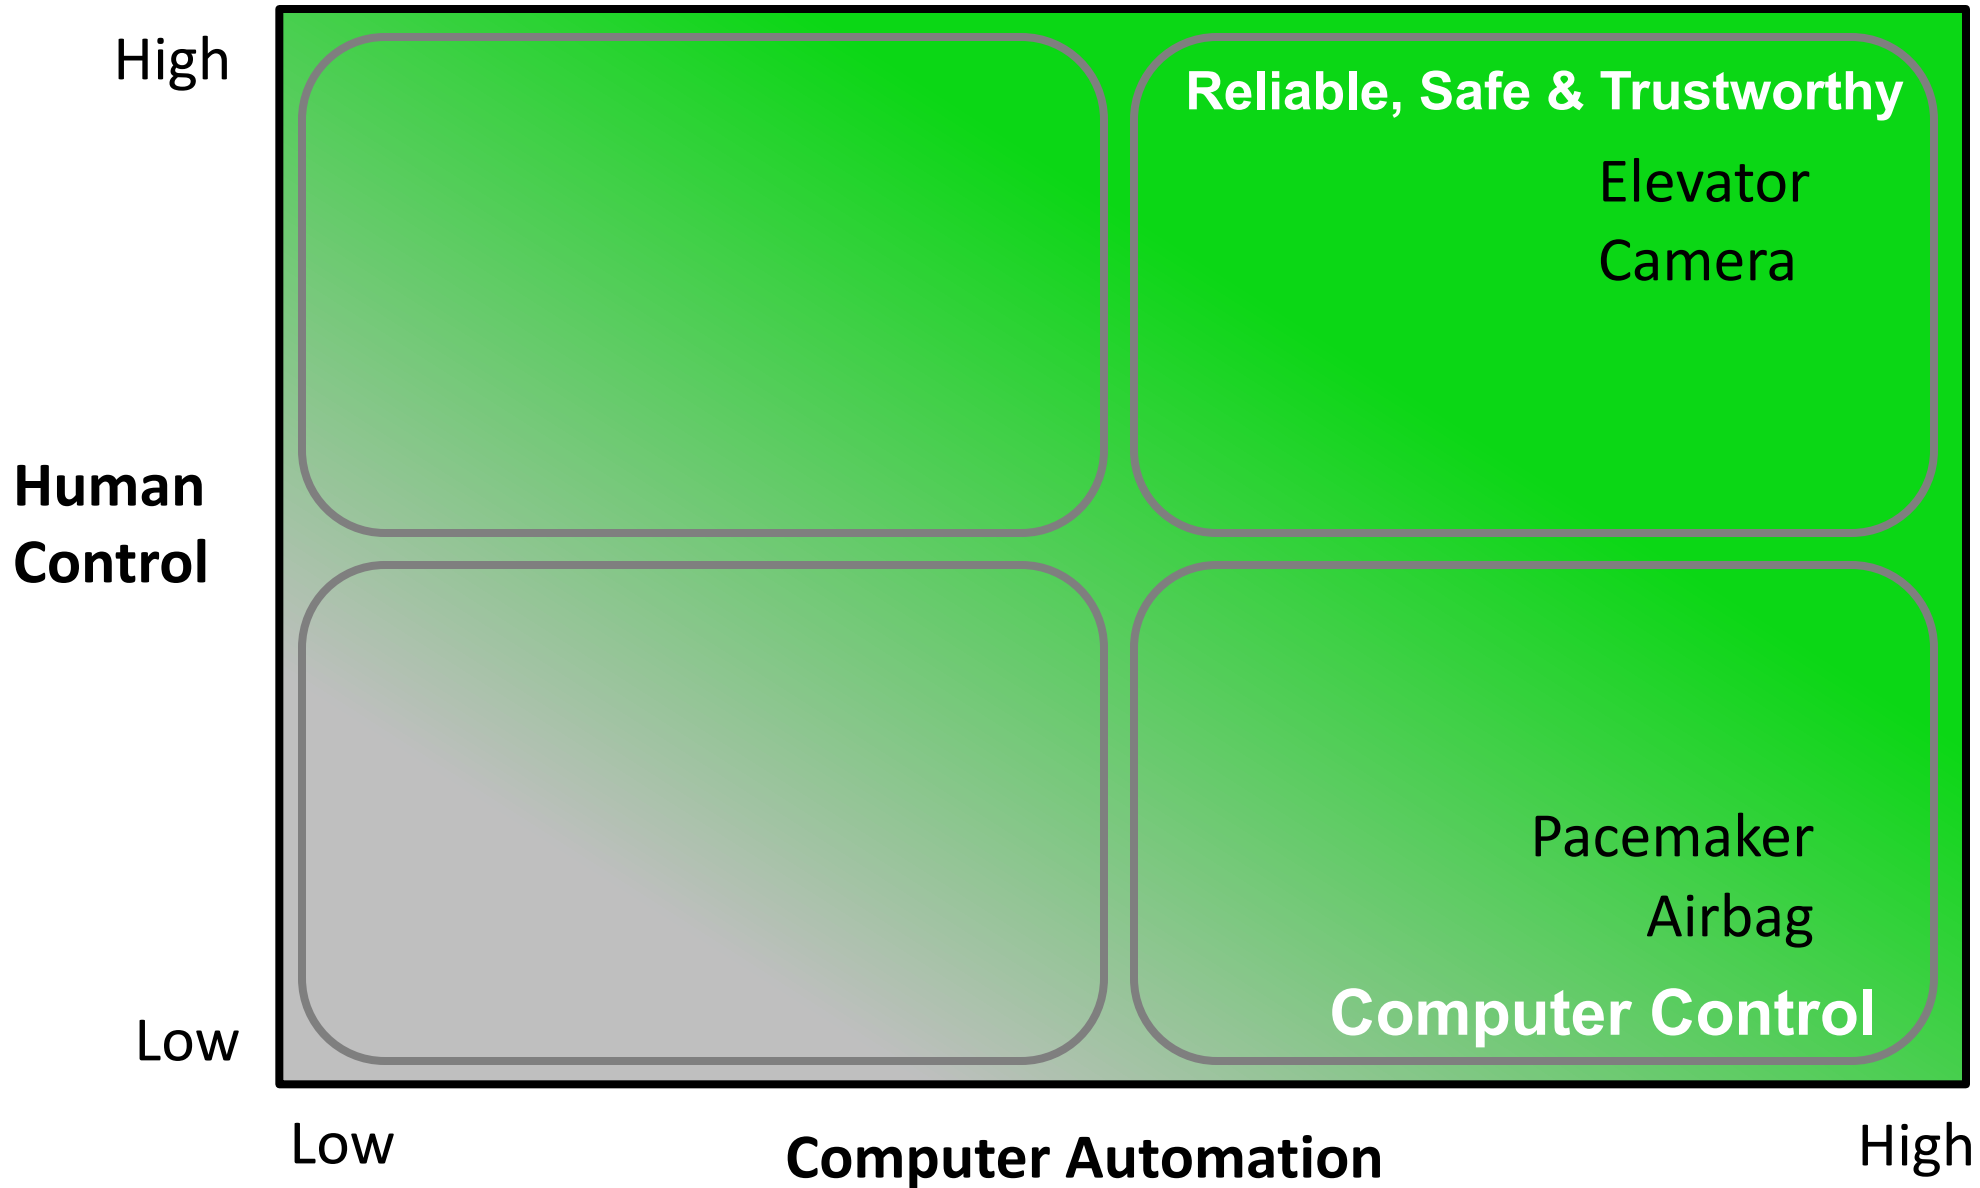 High
Reliable, Safe & Trustworthy
Elevator
Camera
Human
Control
Pacemaker
Airbag
Computer Control
Low
Low
Computer Automation
High